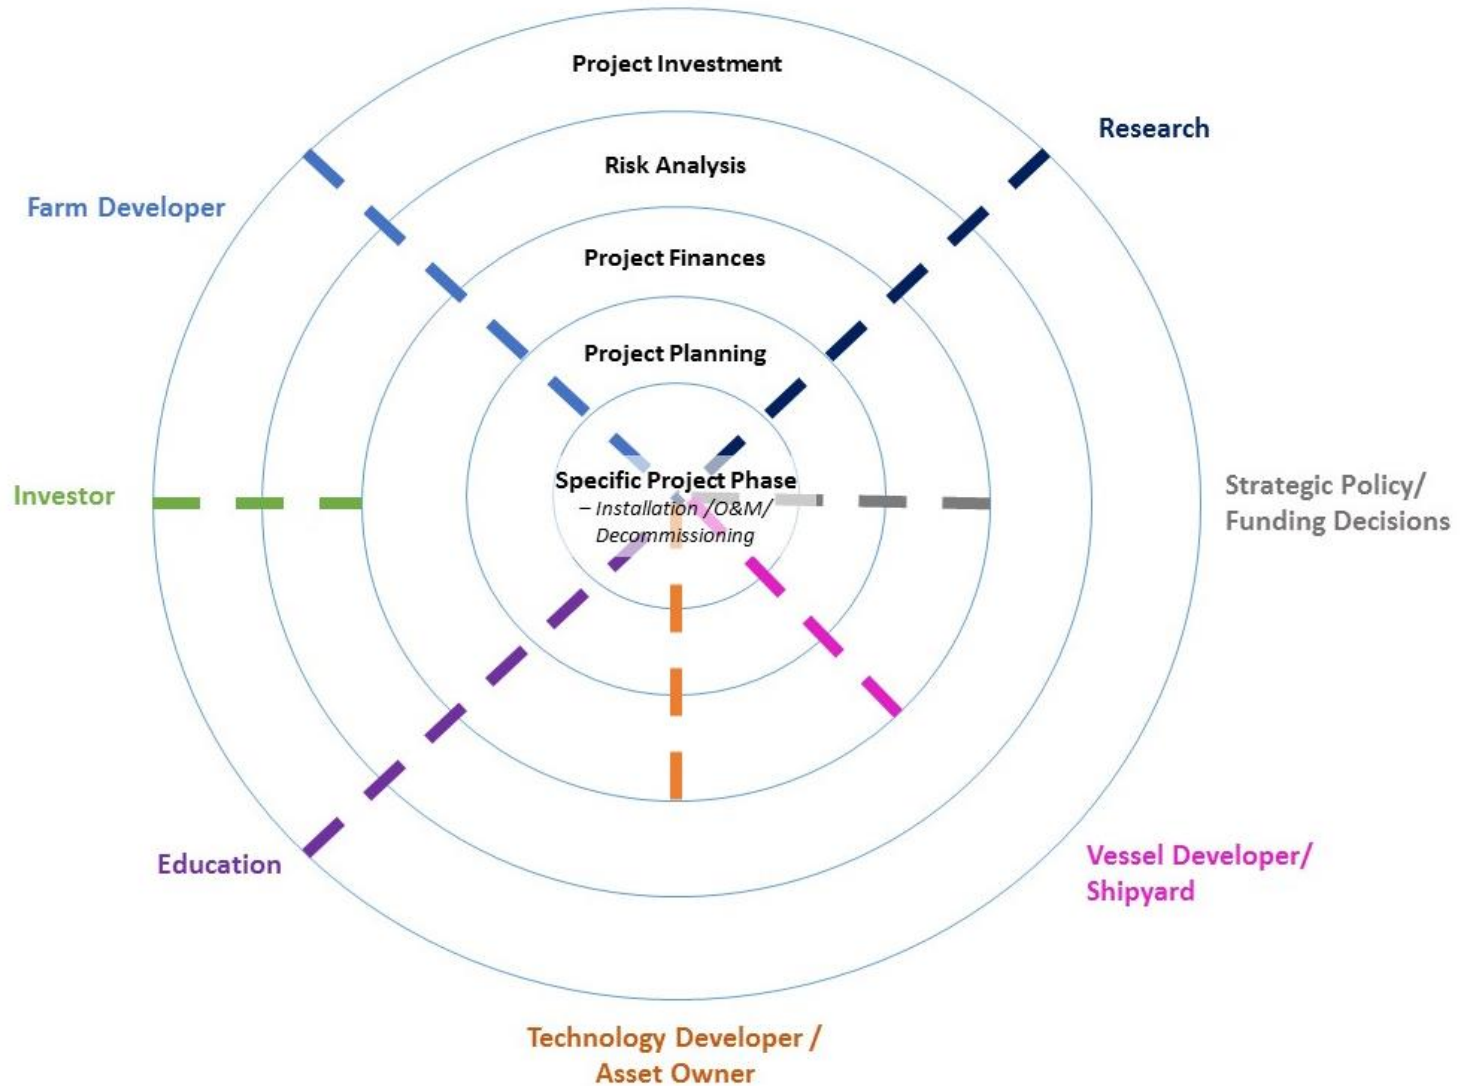 Project Investment
Research
Risk Analysis
Farm Developer
Project Finances
Project Planning
Specific Project Phase
– Installation /O&M/
Decommissioning
Investor
Strategic Policy/
Funding Decisions
Education
Vessel Developer/
Shipyard
Technology Developer /
Asset Owner